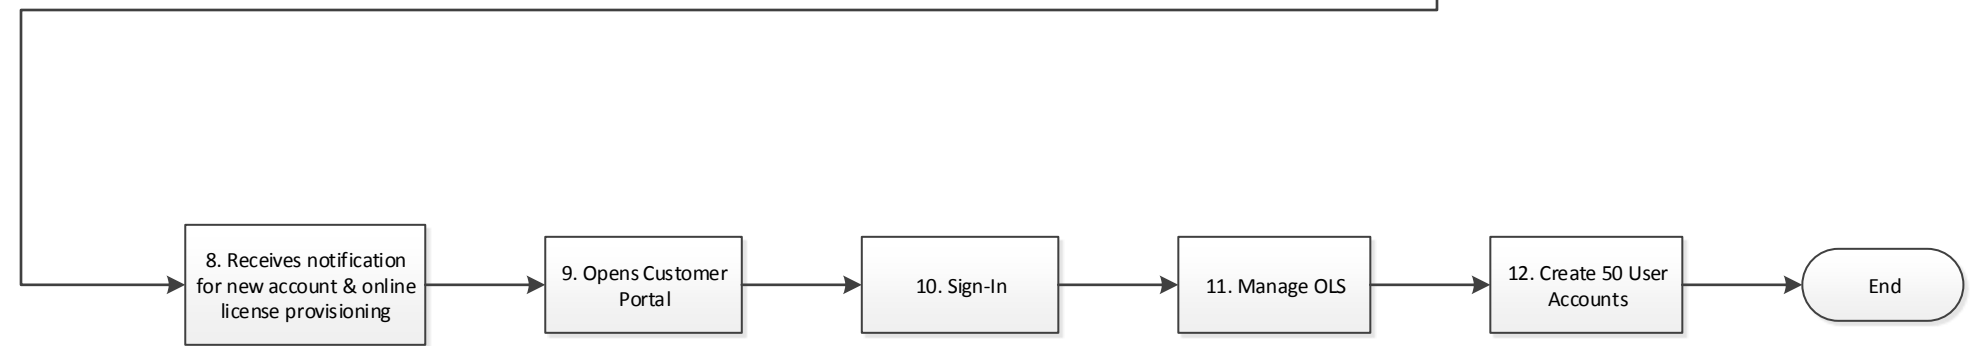 8. Receives notification
for new account & online
license provisioning
9. Opens Customer
Portal
10. Sign-In
11. Manage OLS
12. Create 50 User
Accounts
End